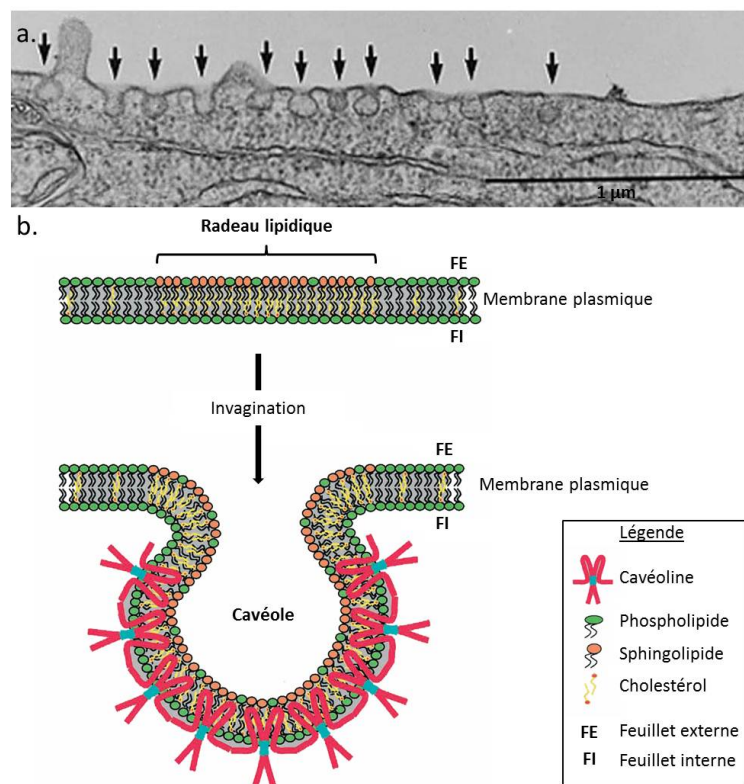 a.
1 µm
b.
Radeau lipidique
FE
Membrane plasmique
FI
Invagination
FE
Membrane plasmique
FI
Cavéole
Légende
Cavéoline
Phospholipide
Sphingolipide
Cholestérol
FE Feuillet externe
FI Feuillet interne